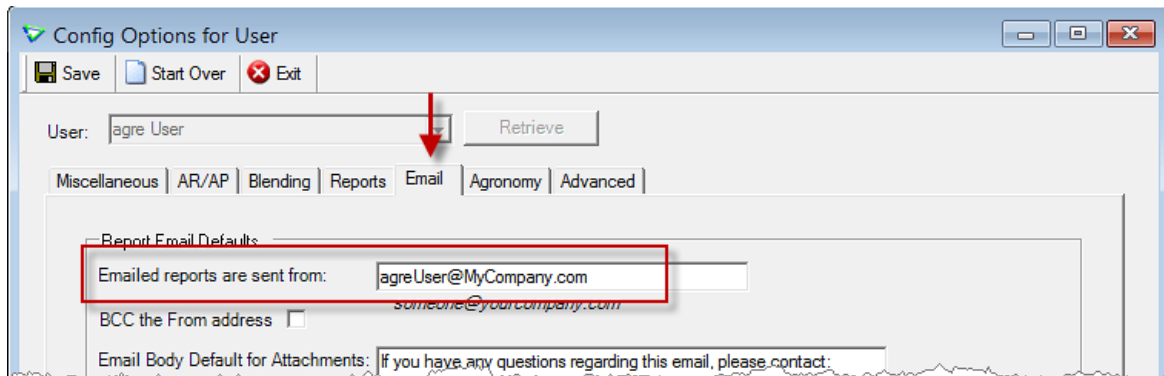 Config Options for User
Save Start Over Exit
User: agre User Retrieve
Miscellaneous AR/AP Blending Reports Email Agronomy Advanced
Report Email Defaults
Emailed reports are sent from: agreUser@MyCompany.com
someone@yourcompany.com
BCC the From address
Email Body Default for Attachments: If you have any questions regarding this email, please contact: